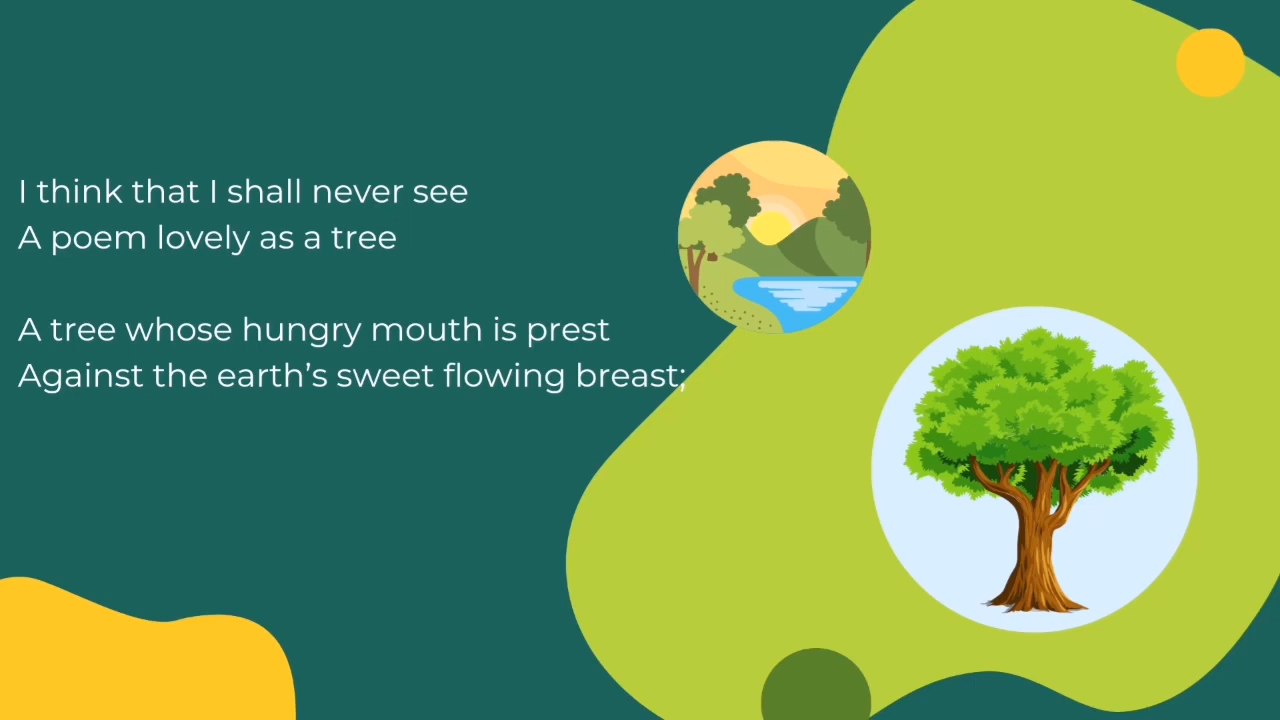 I think that I shall never see
A poem lovely as a tree
A tree whose hungry mouth is prest
Against the earth’s sweet flowing breast;